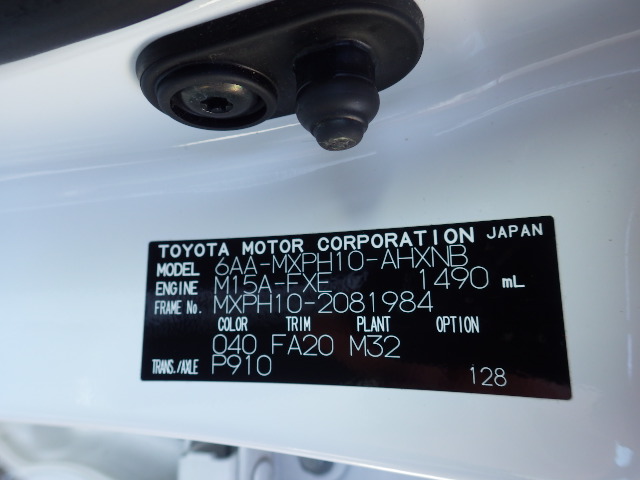 TOYOTA MOTOR CORPORATION JAPAN
MODEL 6AA-MXPH10-AHXNB
ENGINE M15A-FXE 1490 mL
FRAME No. MXPH10-2081984
COLOR TRIM PLANT OPTION
040 FA20 M32
TRANS./AXLE P910
128